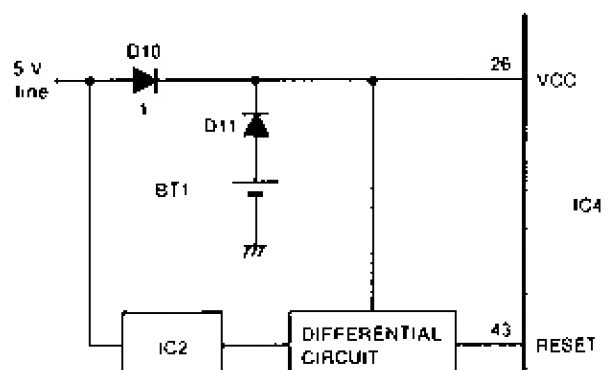 D10
5 V
line
1
26
VCC
D11
BT1
IC4
IC2
DIFFERENTIAL
CIRCUIT
43
RESET